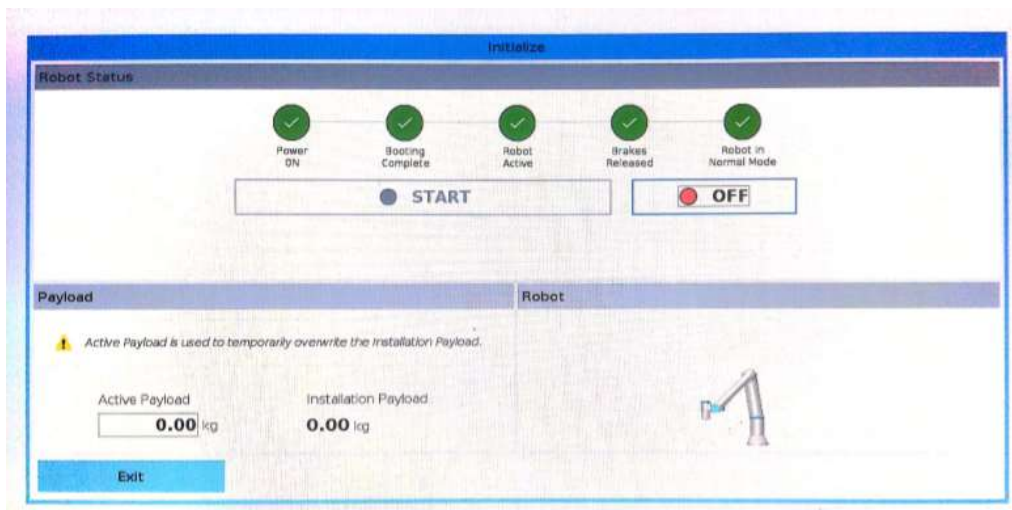 Initialize
Robot Status
Power ON
Booting Complete
Robot Active
Brakes Released
Robot in Normal Mode
START
OFF
Payload
Robot
Active Payload is used to temporarily overwrite the Installation Payload.
Active Payload
Installation Payload
0.00 kg
0.00 kg
Exit